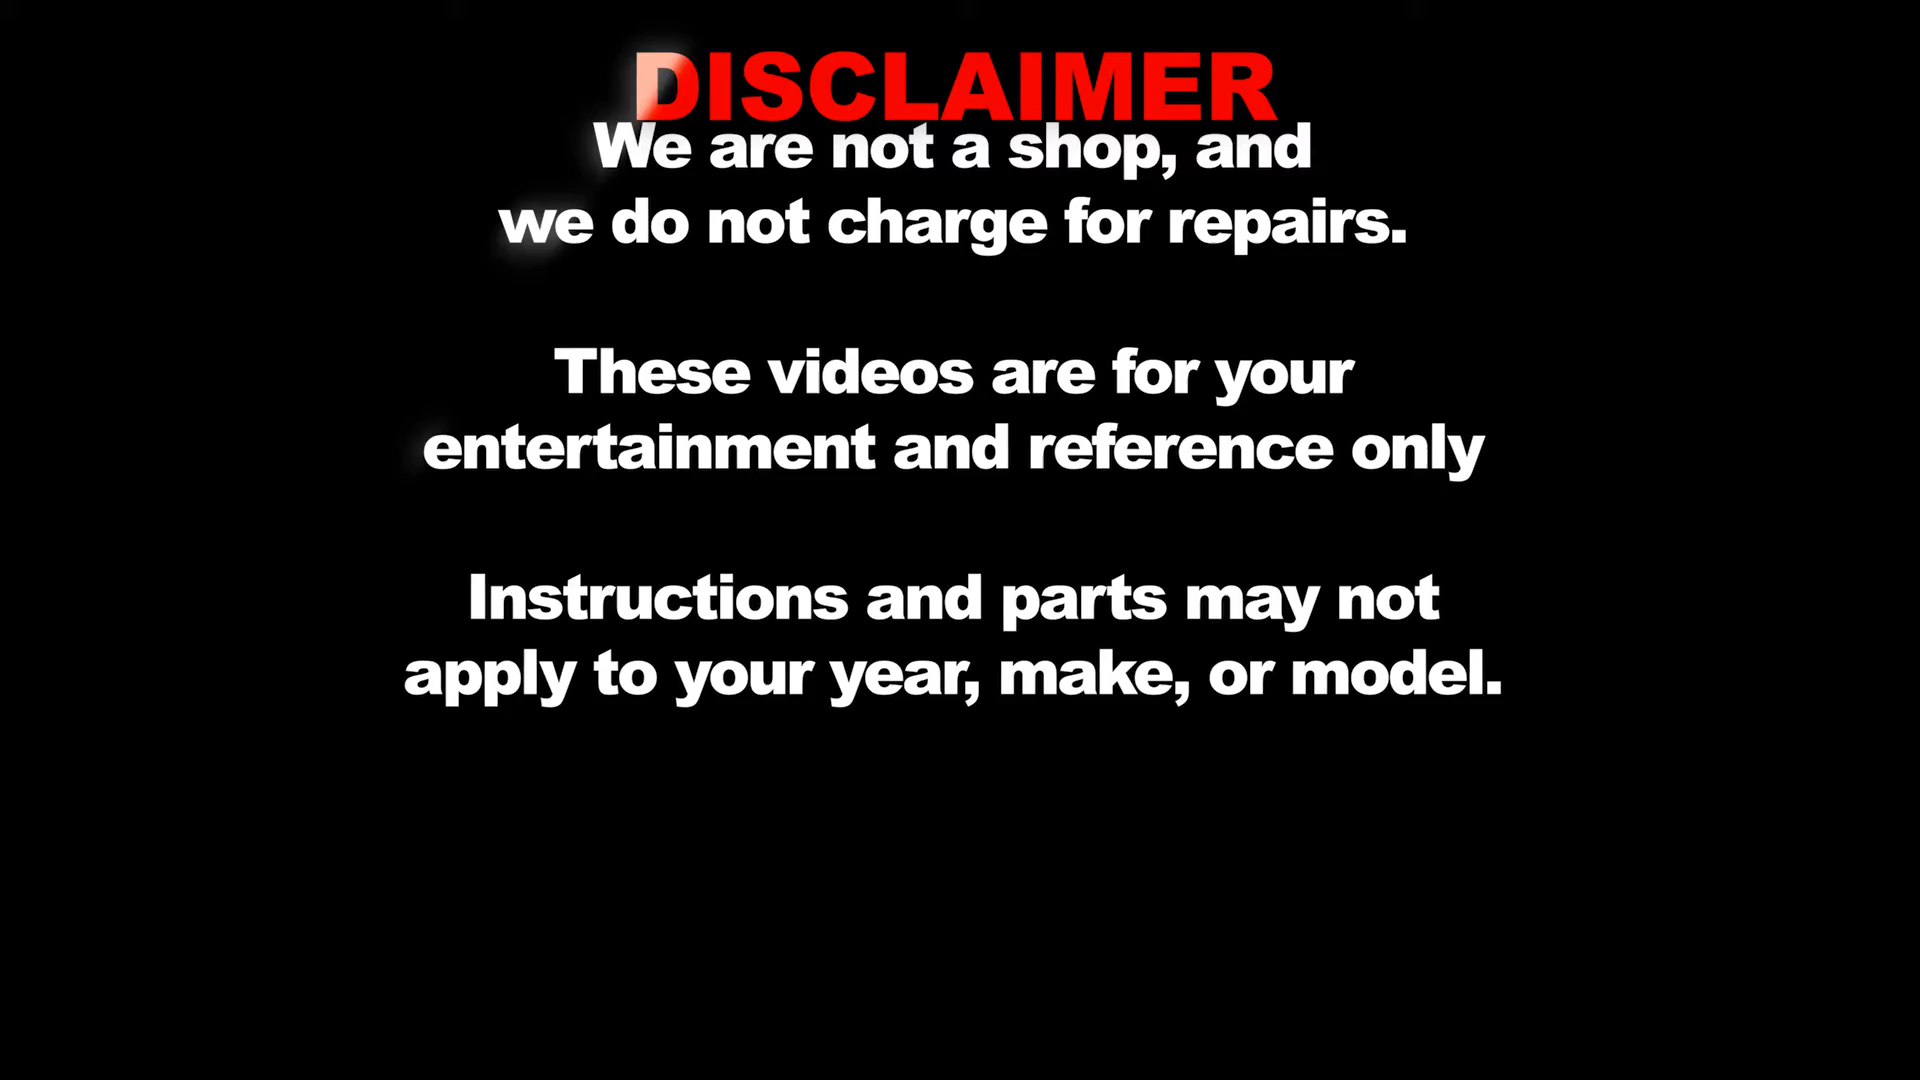 DISCLAIMER
We are not a shop, and
we do not charge for repairs.
These videos are for your
entertainment and reference only
Instructions and parts may not
apply to your year, make, or model.